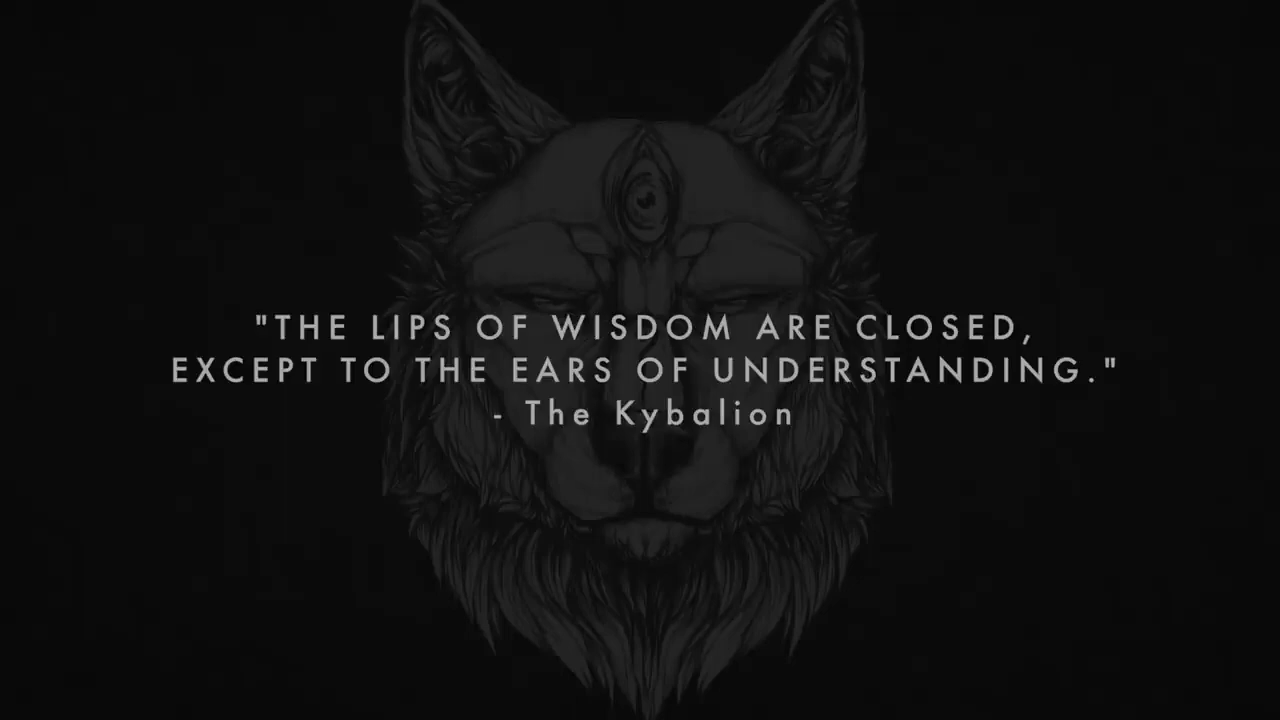 "THE LIPS OF WISDOM ARE CLOSED,
EXCEPT TO THE EARS OF UNDERSTANDING."
- The Kybalion